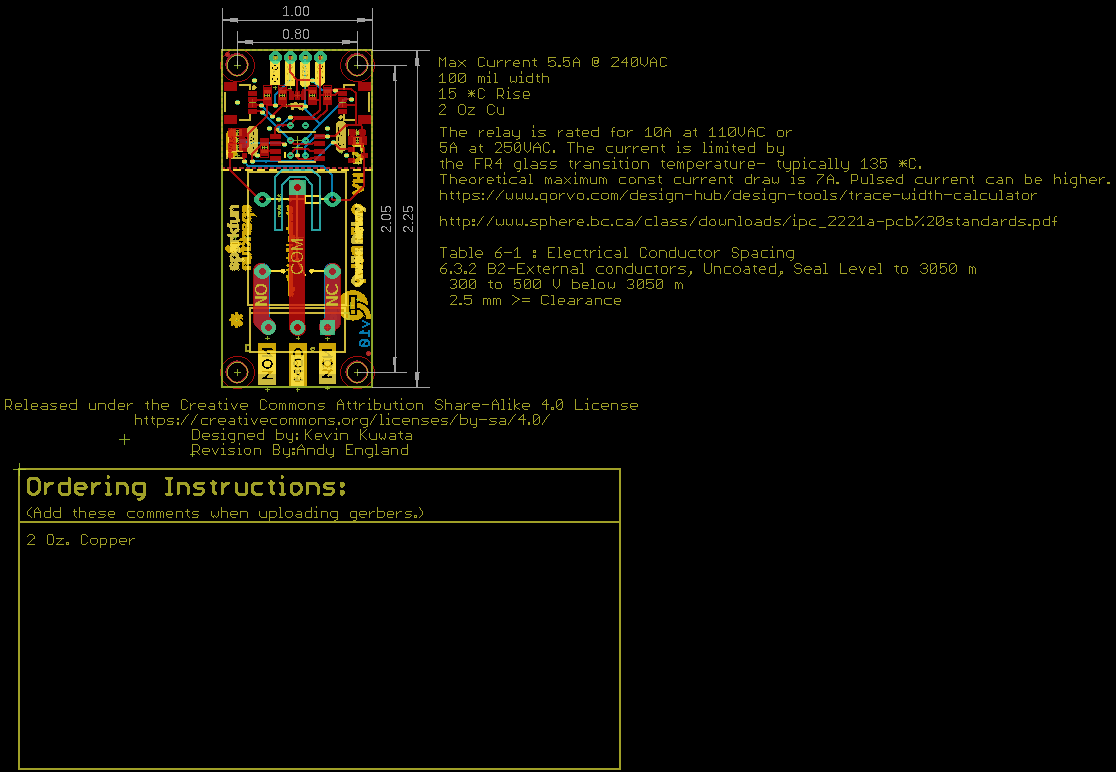 1.00
0.80
Max Current 5.5A @ 240VAC
100 mil width
15 *C Rise
2 Oz Cu
The relay is rated for 10A at 110VAC or
5A at 250VAC. The current is limited by
the FR4 glass transition temperature- typically 135 *C.
Theoretical maximum const current draw is 7A. Pulsed current can be higher.
https://www.qorvo.com/design-hub/design-tools/trace-width-calculator
http://www.sphere.bc.ca/class/downloads/ipc_2221a-pcb%20standards.pdf
Table 6-1 : Electrical Conductor Spacing
6.3.2 B2-External conductors, Uncoated, Seal Level to 3050 m
300 to 500 V below 3050 m
2.5 mm >= Clearance
2.05
2.25
COM
NO
NC
v10
Released under the Creative Commons Attribution Share-Alike 4.0 License
https://creativecommons.org/licenses/by-sa/4.0/
Designed by: Kevin Kuwata
Revision By:Andy England
Ordering Instructions:
(Add these comments when uploading gerbers.)
2 Oz. Copper